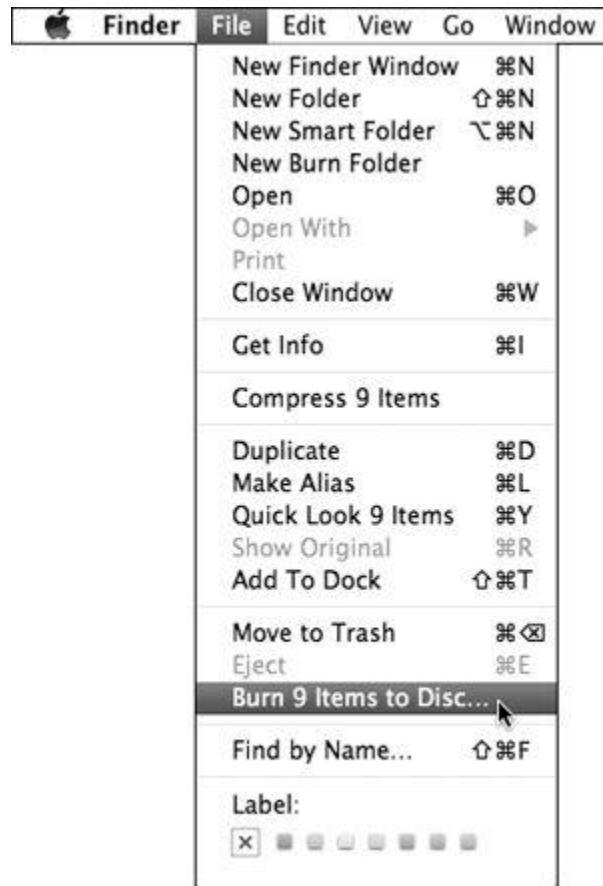 Finder File Edit View Go Window
New Finder Window ⌘N
New Folder ⇧⌘N
New Smart Folder ⌥⌘N
New Burn Folder
Open ⌘O
Open With ▶
Print
Close Window ⌘W
Get Info ⌘I
Compress 9 Items
Duplicate ⌘D
Make Alias ⌘L
Quick Look 9 Items ⌘Y
Show Original ⌘R
Add To Dock ⇧⌘T
Move to Trash ⌘⌫
Eject ⌘E
Burn 9 Items to Disc...
Find by Name... ⇧⌘F
Label:
x